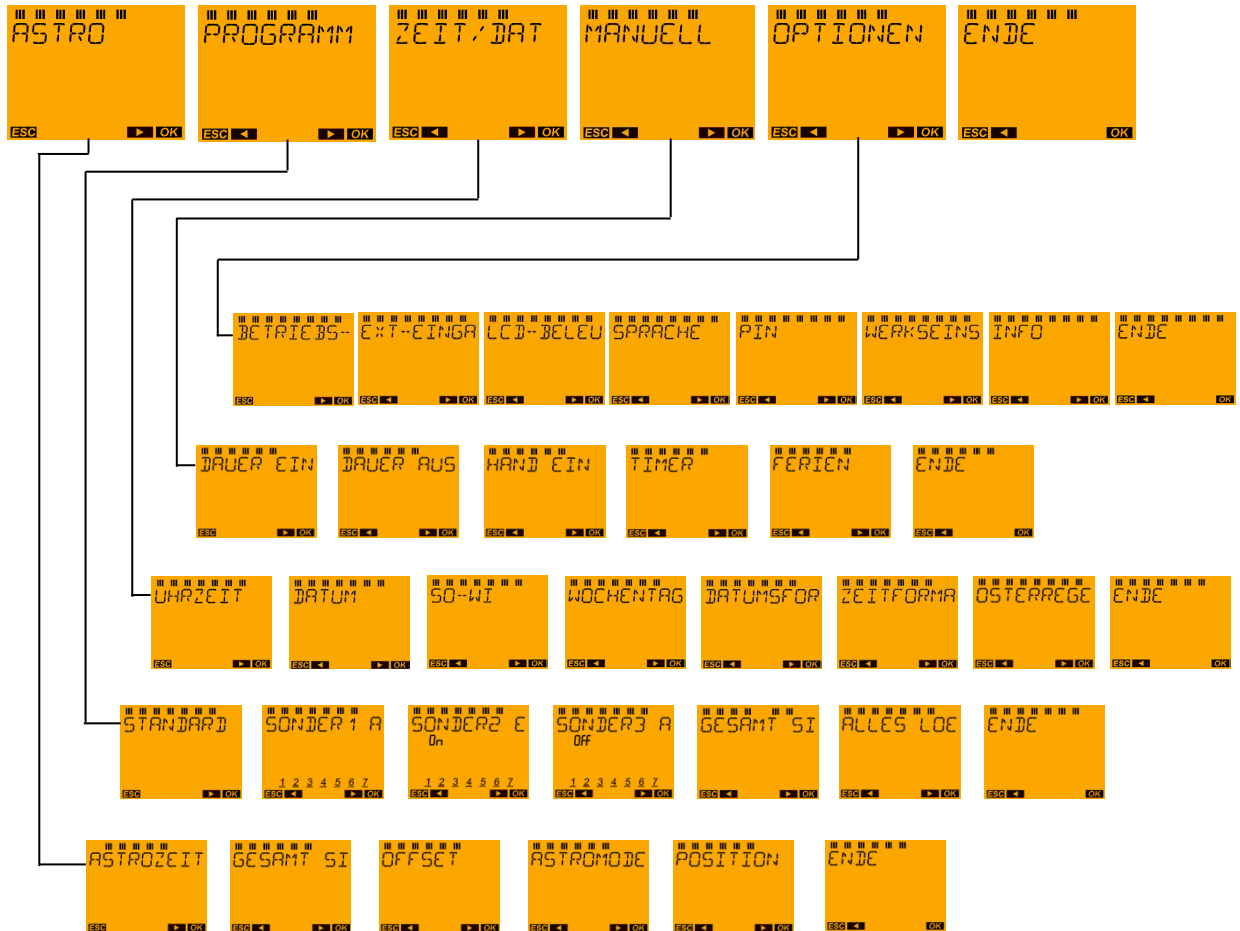 ASTRO
ESC ◄ ► OK
PROGRAMM
ESC ◄ ► OK
ZEIT/DAT
ESC ◄ ► OK
MANUELL
ESC ◄ ► OK
OPTIONEN
ESC ◄ ► OK
ENDE
ESC ◄ OK
BETRIEBS-
ESC ► OK
EXT-EINGA
ESC ◄ ► OK
LCD-BELEU
ESC ◄ ► OK
SPRACHE
ESC ◄ ► OK
PIN
ESC ◄ ► OK
WERKSEINS
ESC ◄ ► OK
INFO
ESC ◄ ► OK
ENDE
ESC ◄ OK
DAUER EIN
ESC ► OK
DAUER AUS
ESC ◄ ► OK
HAND EIN
ESC ◄ ► OK
TIMER
ESC ◄ ► OK
FERIEN
ESC ◄ ► OK
ENDE
ESC ◄ OK
UHRZEIT
ESC ► OK
DATUM
ESC ◄ ► OK
SO-WI
ESC ◄ ► OK
WOCHENTAG
ESC ◄ ► OK
DATUMSFOR
ESC ◄ ► OK
ZEITFORMA
ESC ◄ ► OK
OSTERREGE
ESC ◄ ► OK
ENDE
ESC ◄ OK
STANDARD
ESC ► OK
SONDER1 A
1 2 3 4 5 6 7
ESC ◄ ► OK
SONDER2 E
On
1 2 3 4 5 6 7
ESC ◄ ► OK
SONDER3 A
Off
1 2 3 4 5 6 7
ESC ◄ ► OK
GESAMT SI
ESC ◄ ► OK
ALLES LOE
ESC ◄ ► OK
ENDE
ESC ◄ OK
ASTROZEIT
ESC ► OK
GESAMT SI
ESC ◄ ► OK
OFFSET
ESC ◄ ► OK
ASTROMODE
ESC ◄ ► OK
POSITION
ESC ◄ ► OK
ENDE
ESC ◄ OK